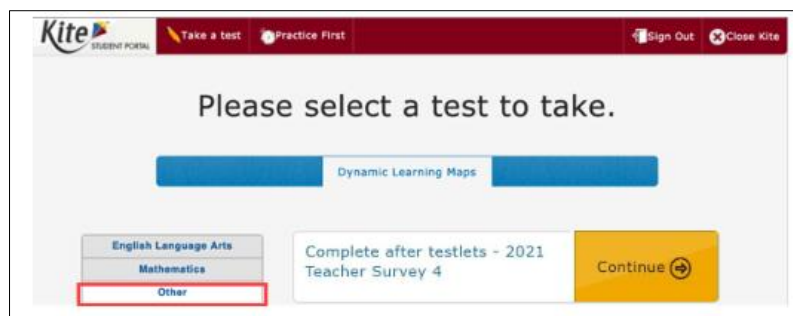 Kite STUDENT PORTAL Take a test Practice First Sign Out Close Kite
Please select a test to take.
Dynamic Learning Maps
English Language Arts
Mathematics
Other
Complete after testlets - 2021
Teacher Survey 4
Continue